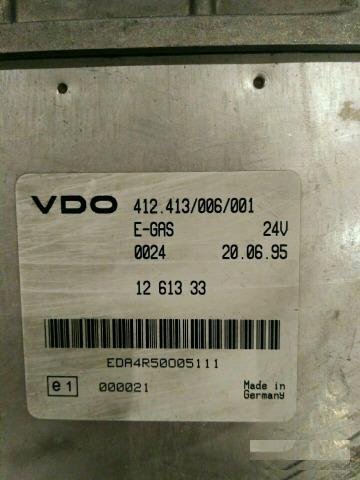 VDO 412.413/006/001
E-GAS 24V
0024 20.06.95
12 613 33
EDA4R50005111
e1 000021 Made in
Germany